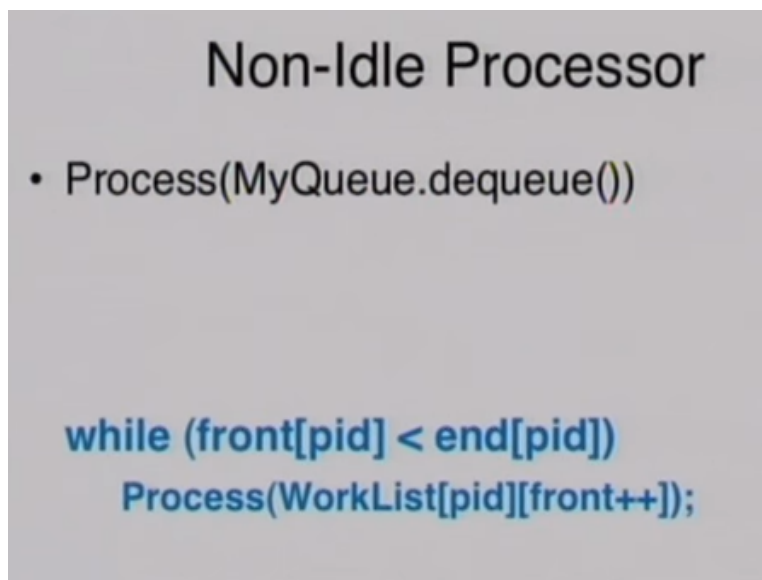 Non-Idle Processor
• Process(MyQueue.dequeue())
while (front[pid] < end[pid])
Process(WorkList[pid][front++]);